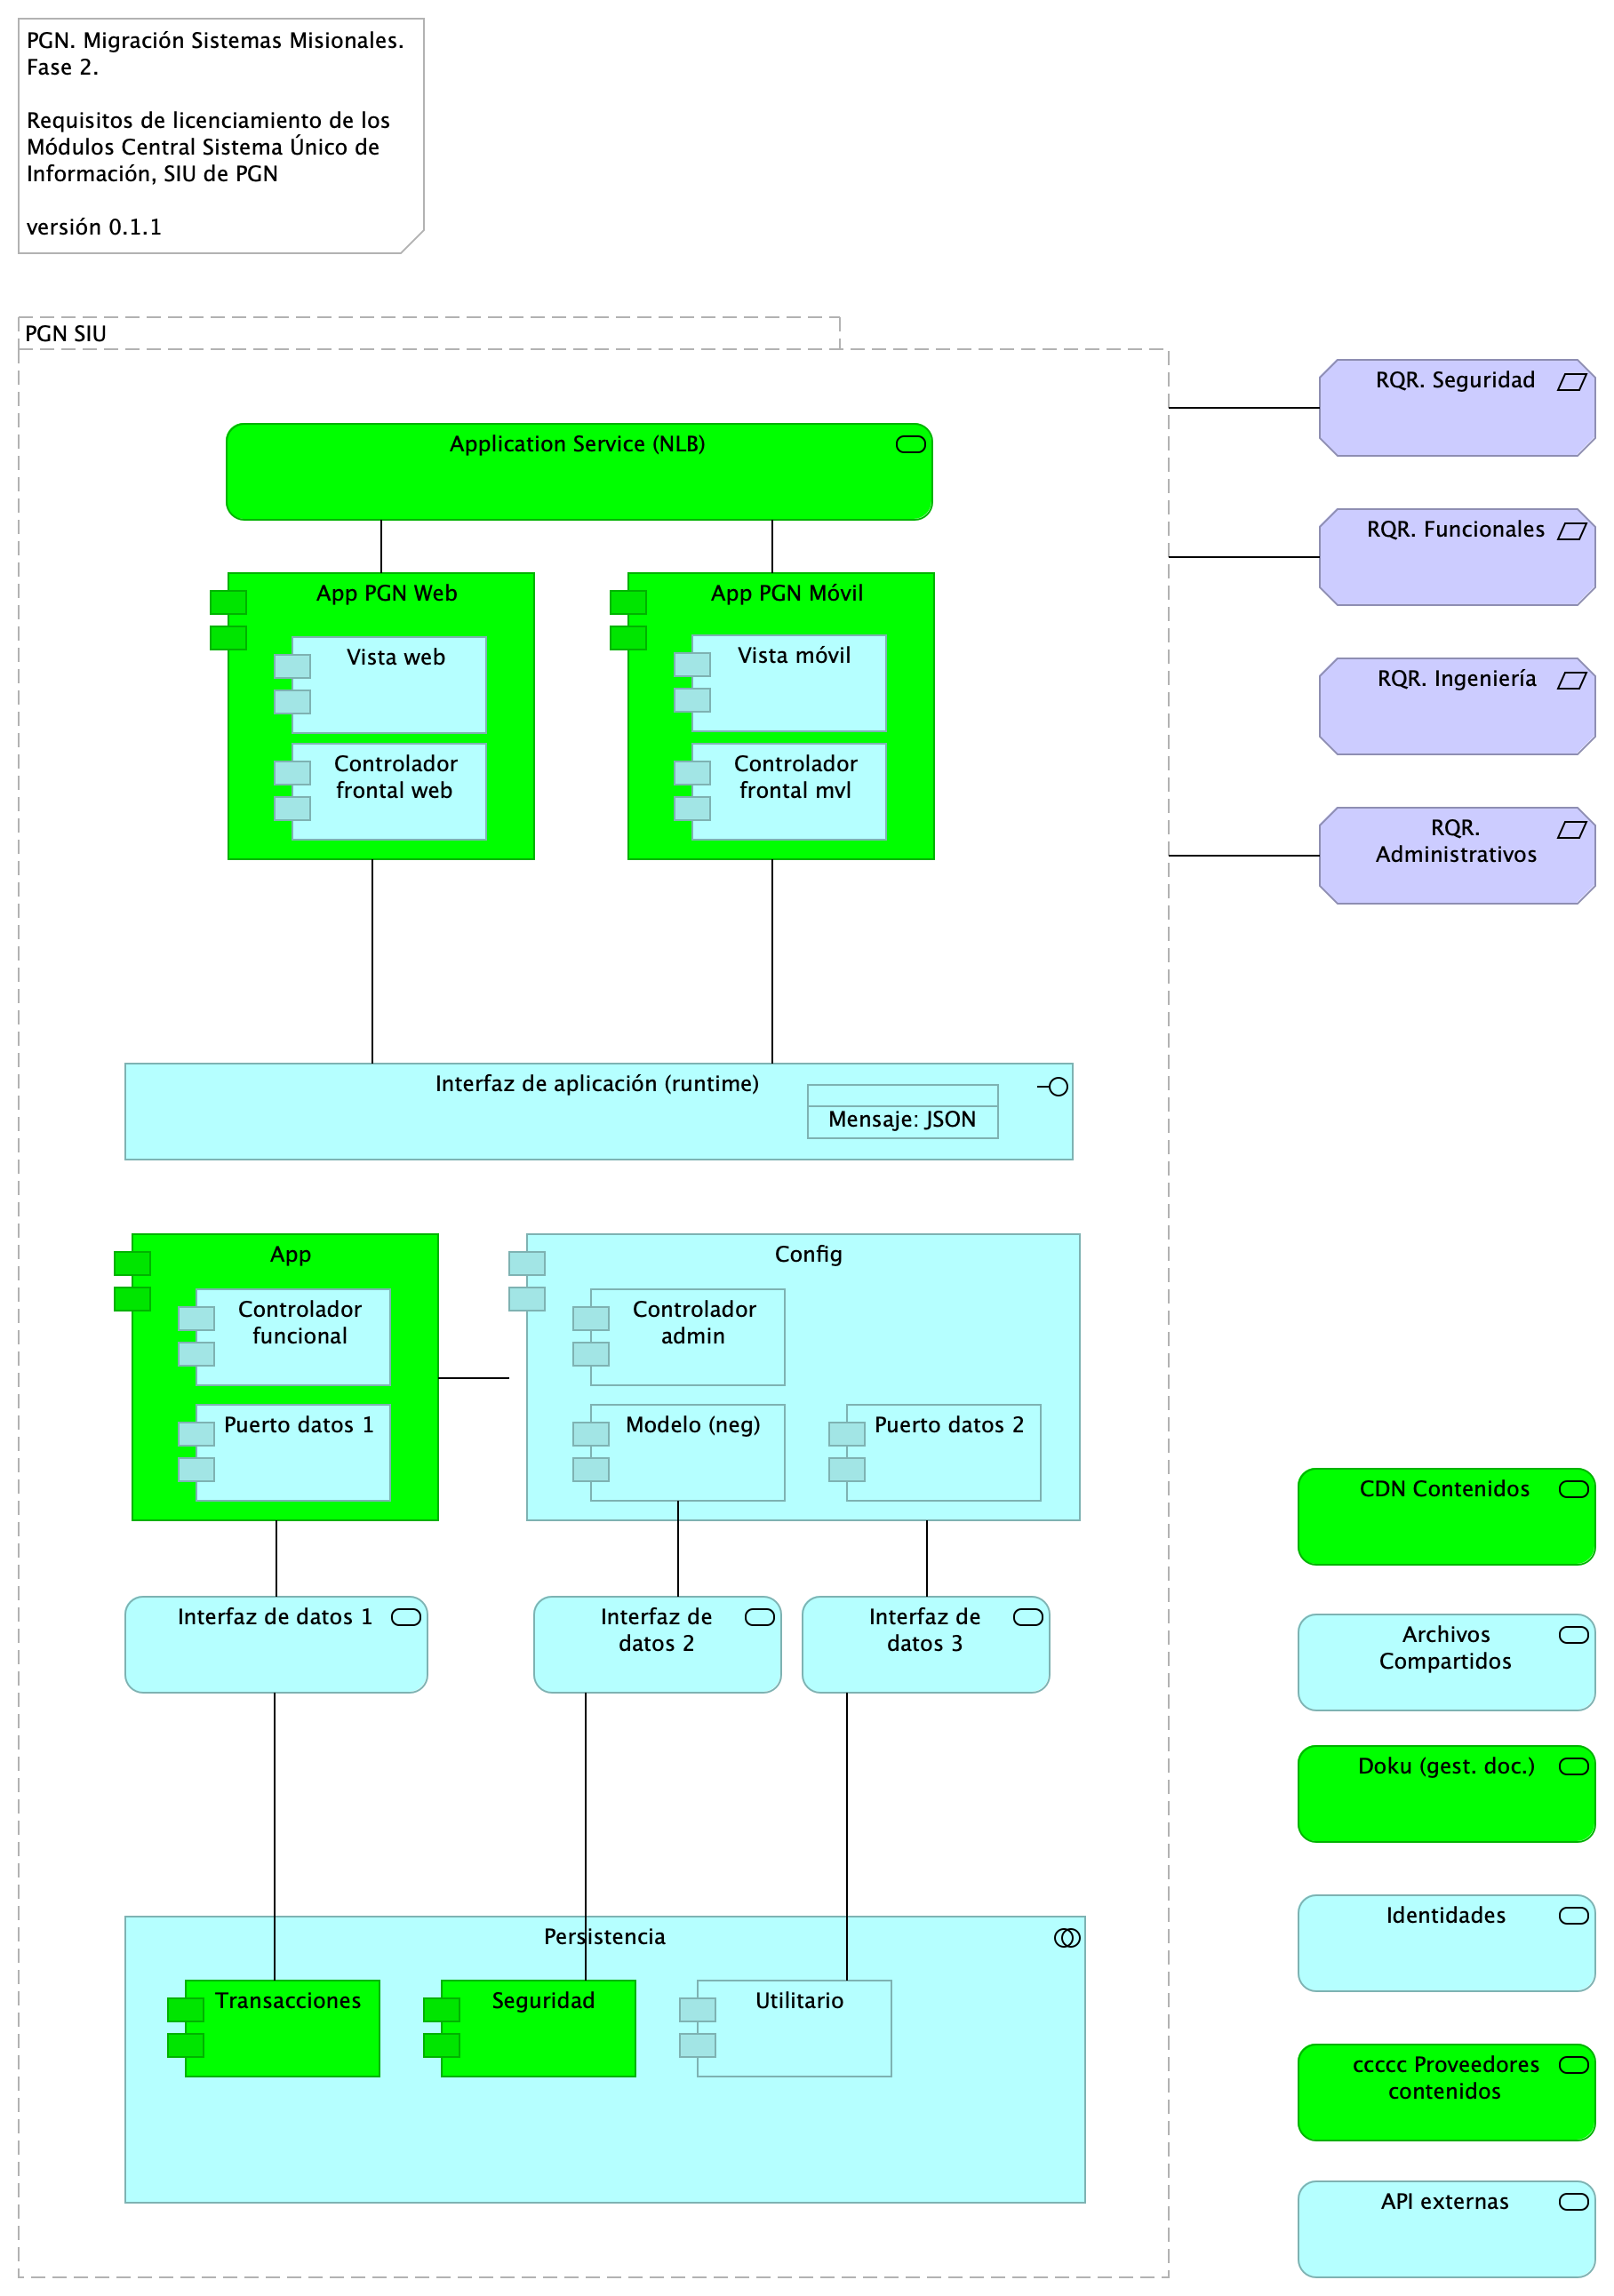 PGN. Migración Sistemas Misionales.
Fase 2.
Requisitos de licenciamiento de los
Módulos Central Sistema Único de
Información, SIU de PGN
versión 0.1.1
PGN SIU
Application Service (NLB)
App PGN Web
Vista web
Controlador
frontal web
App PGN Móvil
Vista móvil
Controlador
frontal mvl
Interfaz de aplicación (runtime)
Mensaje: JSON
App
Controlador
funcional
Puerto datos 1
Config
Controlador
admin
Modelo (neg)
Puerto datos 2
Interfaz de datos 1
Interfaz de
datos 2
Interfaz de
datos 3
Persistencia
Transacciones
Seguridad
Utilitario
RQR. Seguridad
RQR. Funcionales
RQR. Ingeniería
RQR.
Administrativos
CDN Contenidos
Archivos
Compartidos
Doku (gest. doc.)
Identidades
ccccc Proveedores
contenidos
API externas